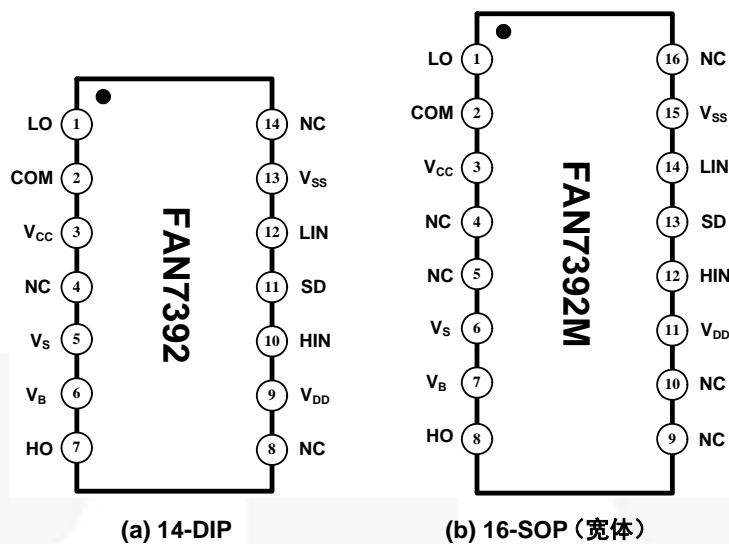 LO 1 14 NC
COM 2 13 VSS
VCC 3 12 LIN
NC 4 11 SD
VS 5 10 HIN
VB 6 9 VDD
HO 7 8 NC
FAN7392
(a) 14-DIP
LO 1 16 NC
COM 2 15 VSS
VCC 3 14 LIN
NC 4 13 SD
NC 5 12 HIN
VS 6 11 VDD
VB 7 10 NC
HO 8 9 NC
FAN7392M
(b) 16-SOP（宽体）